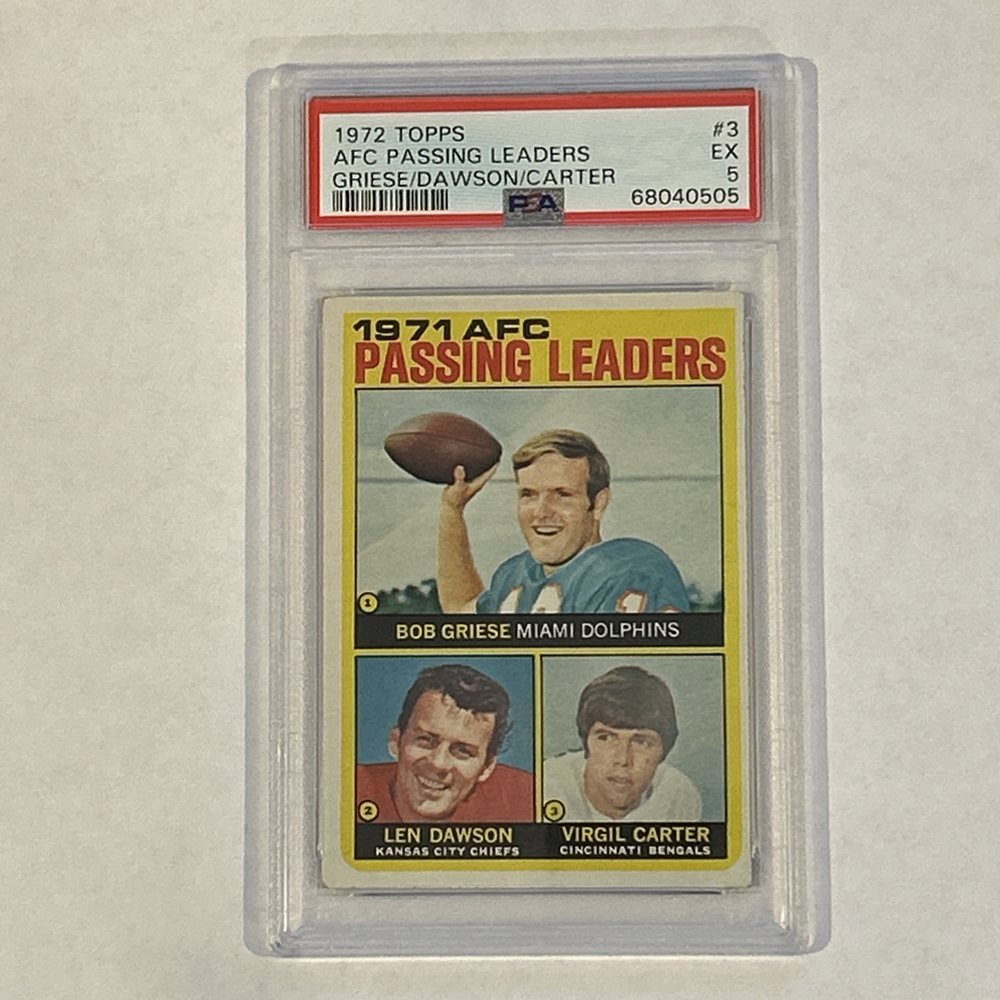 1972 TOPPS #3
AFC PASSING LEADERS EX
GRIESE/DAWSON/CARTER 5
PSA 68040505
1971 AFC
PASSING LEADERS
1
BOB GRIESE MIAMI DOLPHINS
2 3
LEN DAWSON VIRGIL CARTER
KANSAS CITY CHIEFS CINCINNATI BENGALS